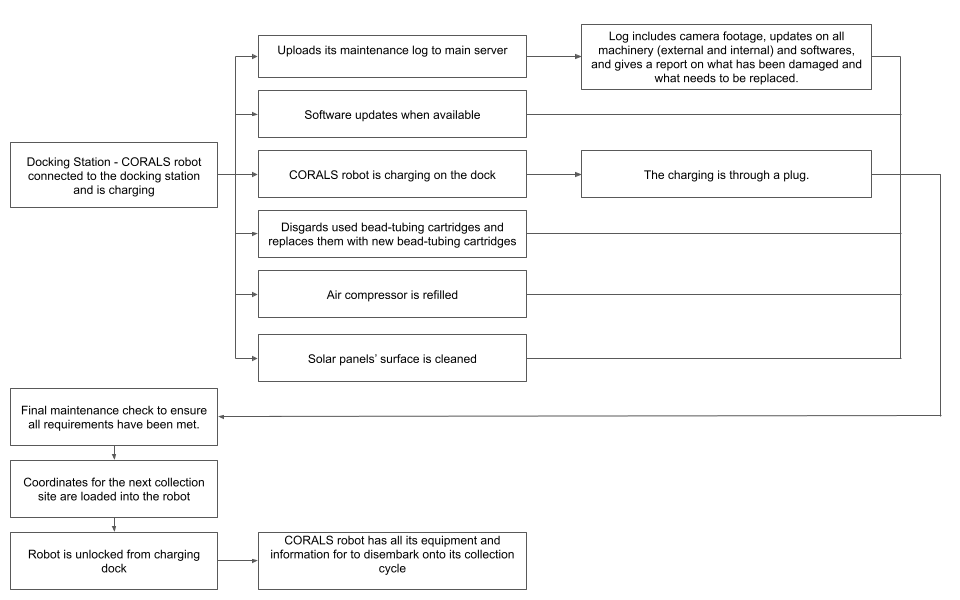 Uploads its maintenance log to main server
Log includes camera footage, updates on all
machinery (external and internal) and softwares,
and gives a report on what has been damaged and
what needs to be replaced.
Software updates when available
Docking Station - CORALS robot
connected to the docking station
and is charging
CORALS robot is charging on the dock
The charging is through a plug.
Disgards used bead-tubing cartridges and
replaces them with new bead-tubing cartridges
Air compressor is refilled
Solar panels’ surface is cleaned
Final maintenance check to ensure
all requirements have been met.
Coordinates for the next collection
site are loaded into the robot
Robot is unlocked from charging
dock
CORALS robot has all its equipment and
information for to disembark onto its collection
cycle